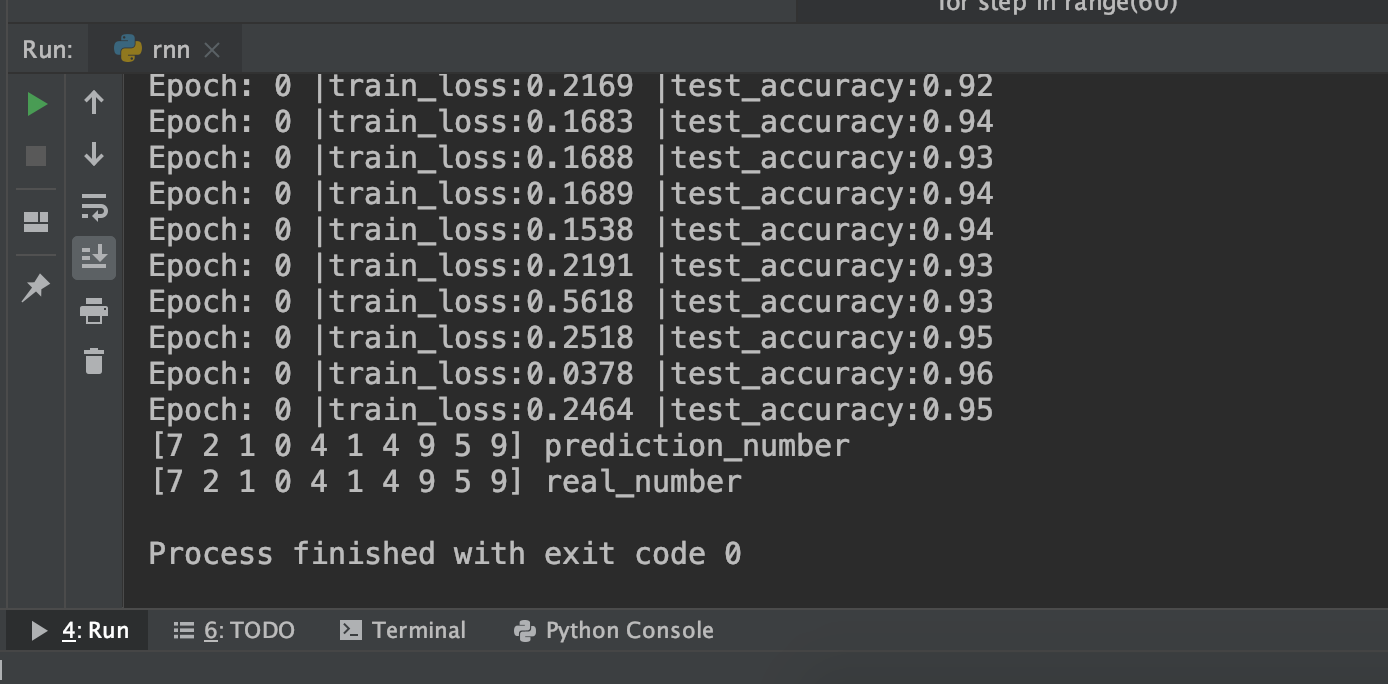 for step in range(60)
Run: rnn
Epoch: 0 |train_loss:0.2169 |test_accuracy:0.92
Epoch: 0 |train_loss:0.1683 |test_accuracy:0.94
Epoch: 0 |train_loss:0.1688 |test_accuracy:0.93
Epoch: 0 |train_loss:0.1689 |test_accuracy:0.94
Epoch: 0 |train_loss:0.1538 |test_accuracy:0.94
Epoch: 0 |train_loss:0.2191 |test_accuracy:0.93
Epoch: 0 |train_loss:0.5618 |test_accuracy:0.93
Epoch: 0 |train_loss:0.2518 |test_accuracy:0.95
Epoch: 0 |train_loss:0.0378 |test_accuracy:0.96
Epoch: 0 |train_loss:0.2464 |test_accuracy:0.95
[7 2 1 0 4 1 4 9 5 9] prediction_number
[7 2 1 0 4 1 4 9 5 9] real_number
Process finished with exit code 0
4: Run 6: TODO Terminal Python Console